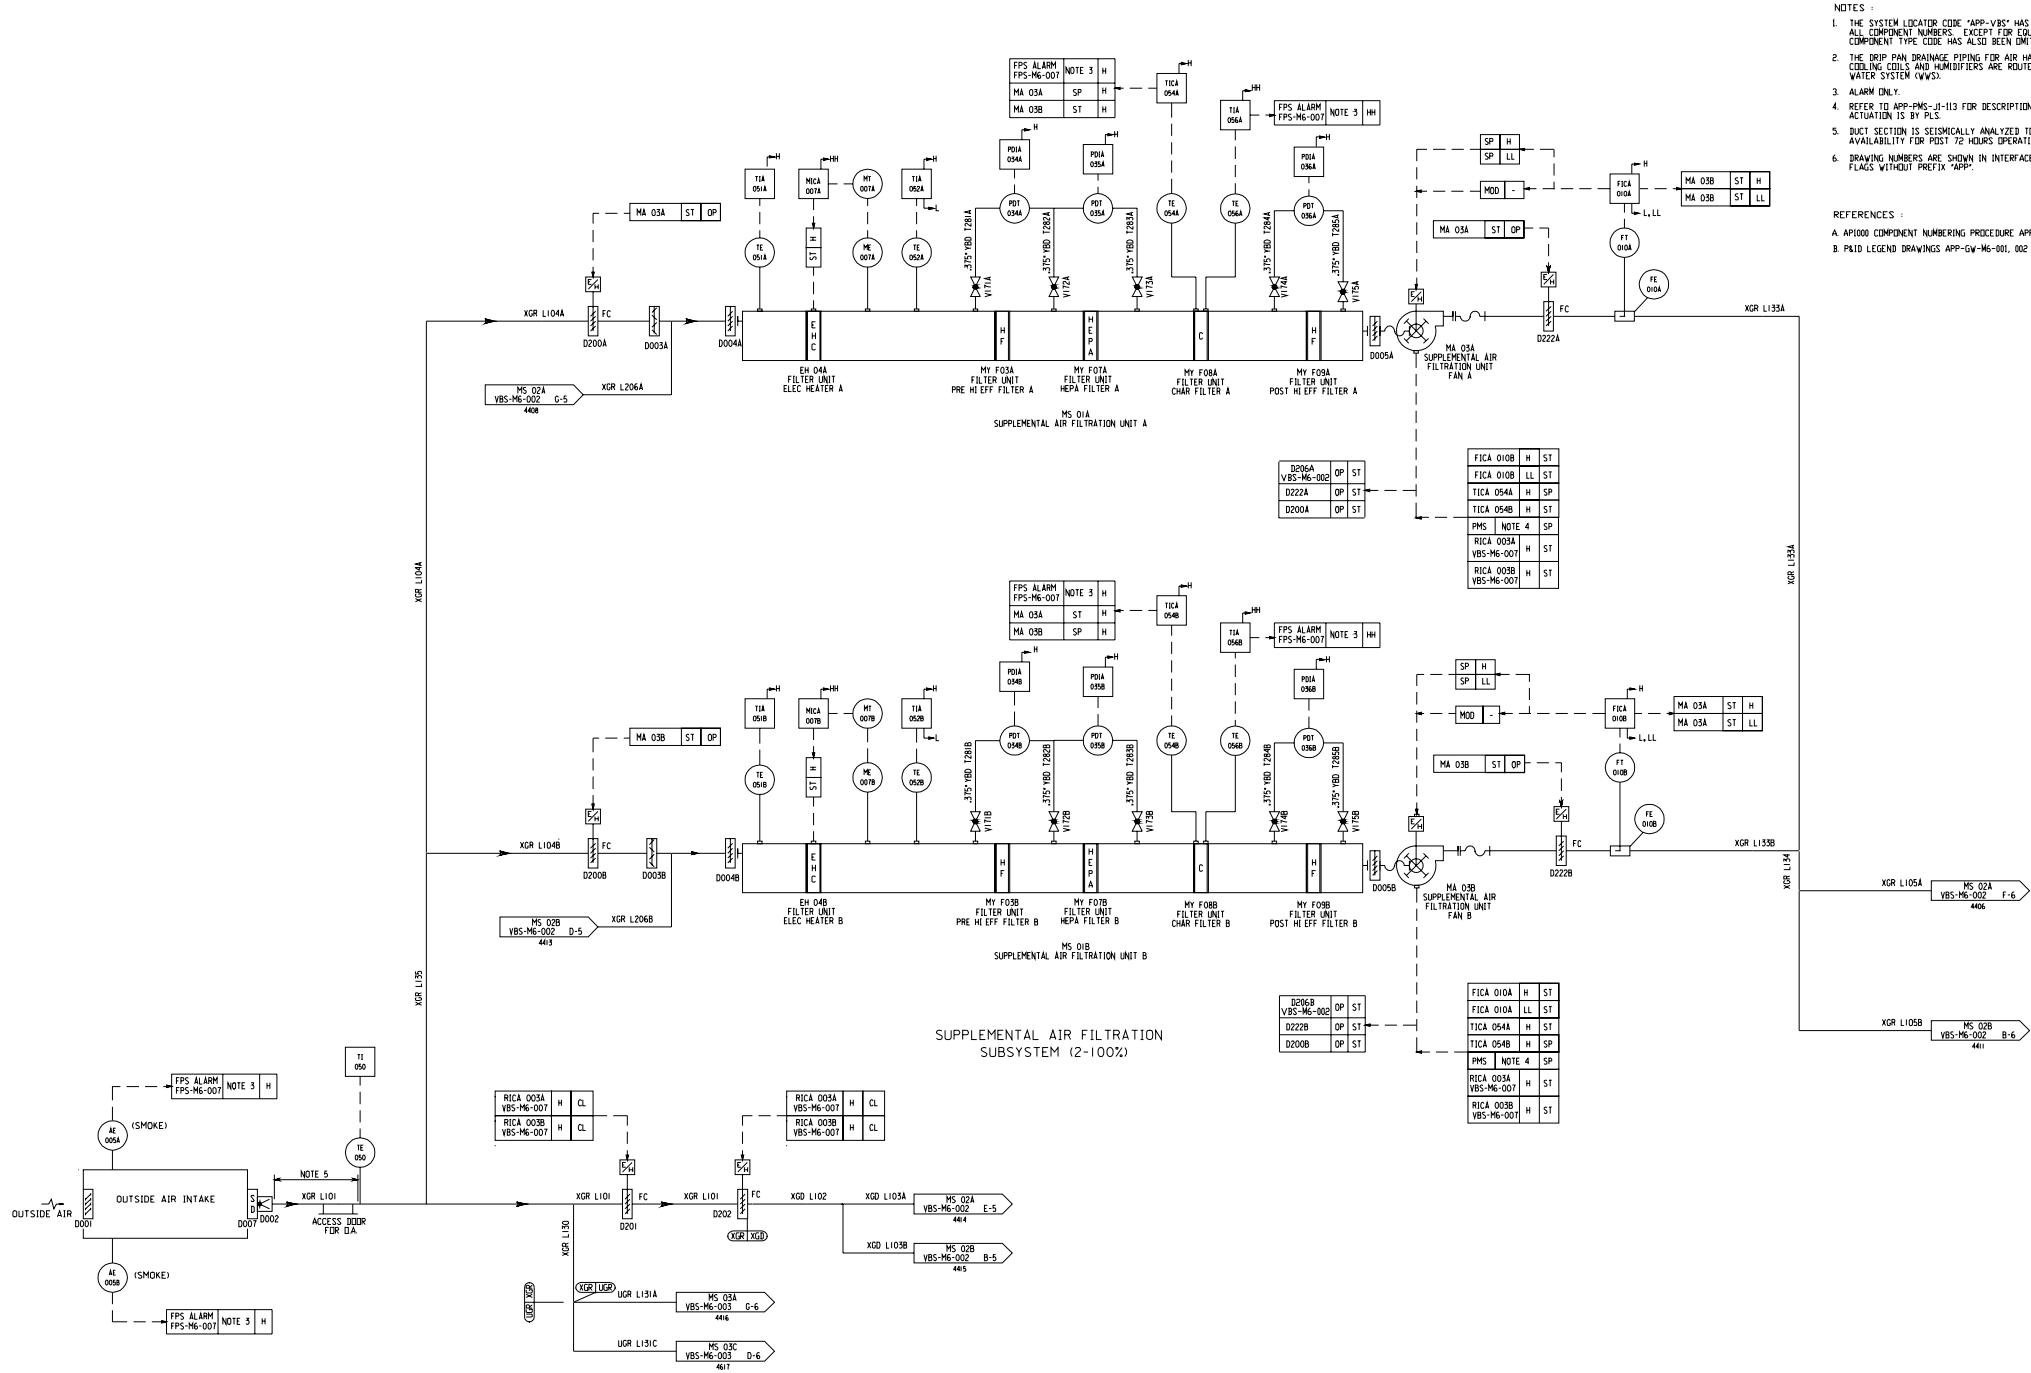 NOTES :
1. THE SYSTEM LOCATOR CODE "APP-VBS" HAS
ALL COMPONENT NUMBERS. EXCEPT FOR
COMPONENT TYPE CODE HAS ALSO BEEN
2. THE DRIP PAN DRAINAGE PIPING FOR AIR
COOLING COILS AND HUMIDIFIERS ARE
WATER SYSTEM (WWS).
3. ALARM ONLY.
4. REFER TO APP-PMS-J1-113 FOR DESCRIPTION
ACTUATION IS BY PLS.
5. DUCT SECTION IS SEISMICALLY ANALYZED
AVAILABILITY FOR POST 72 HOURS
6. DRAWING NUMBERS ARE SHOWN IN INTERFACE
FLAGS WITHOUT PREFIX "APP".
REFERENCES :
A. AP1000 COMPONENT NUMBERING PROCEDURE
B. P&ID LEGEND DRAWINGS APP-GW-M6-001, 002
FPS ALARM FPS-M6-007 NOTE 3 H
MA 03A SP H
MA 03B ST H
TICA 054A H
TIA 056A HH
FPS ALARM FPS-M6-007 NOTE 3 HH
TIA 051A H
MICA 007A HH
MT 007A
TIA 052A H L
PDIA 034A H
PDIA 035A H
PDIA 036A H
SP H
SP LL
MOD -
FICA 010A H L, LL
MA 03B ST H
MA 03B ST LL
MA 03A ST OP
TE 051A
ST H
ME 007A
TE 052A
PDT 034A
PDT 035A
TE 054A
TE 056A
PDT 036A
MA 03A ST OP
FT 010A
FE 010A
.375" YBD T281A
.375" YBD T282A
.375" YBD T283A
.375" YBD T284A
.375" YBD T285A
V171A
V172A
V173A
V174A
V175A
E/H
E/H
E/H
XGR L104A
FC
D200A
D003A
D004A
EHC
HF
HEPA
C
HF
D005A
FC
D222A
XGR L133A
MS 02A
VBS-M6-002 G-5
4408
XGR L206A
EH 04A
FILTER UNIT
ELEC HEATER A
MY F03A
FILTER UNIT
PRE HI EFF FILTER A
MY F07A
FILTER UNIT
HEPA FILTER A
MY F08A
FILTER UNIT
CHAR FILTER A
MY F09A
FILTER UNIT
POST HI EFF FILTER A
MA 03A
SUPPLEMENTAL AIR
FILTRATION UNIT
FAN A
MS 01A
SUPPLEMENTAL AIR FILTRATION UNIT A
D206A VBS-M6-002 OP ST
D222A OP ST
D200A OP ST
FICA 010B H ST
FICA 010B LL ST
TICA 054A H SP
TICA 054B H ST
PMS NOTE 4 SP
RICA 003A VBS-M6-007 H ST
RICA 003B VBS-M6-007 H ST
XGR L104A
XGR L133A
FPS ALARM FPS-M6-007 NOTE 3 H
MA 03A ST H
MA 03B SP H
TICA 054B H
TIA 056B HH
FPS ALARM FPS-M6-007 NOTE 3 HH
TIA 051B H
MICA 007B HH
MT 007B
TIA 052B H L
PDIA 034B H
PDIA 035B H
PDIA 036B H
SP H
SP LL
MOD -
FICA 010B H L, LL
MA 03A ST H
MA 03A ST LL
MA 03B ST OP
TE 051B
ST H
ME 007B
TE 052B
PDT 034B
PDT 035B
TE 054B
TE 056B
PDT 036B
MA 03B ST OP
FT 010B
FE 010B
.375" YBD T281B
.375" YBD T282B
.375" YBD T283B
.375" YBD T284B
.375" YBD T285B
V171B
V172B
V173B
V174B
V175B
E/H
E/H
E/H
XGR L104B
FC
D200B
D003B
D004B
EHC
HF
HEPA
C
HF
D005B
FC
D222B
XGR L133B
XGR L134
MS 02B
VBS-M6-002 D-5
4413
XGR L206B
EH 04B
FILTER UNIT
ELEC HEATER B
MY F03B
FILTER UNIT
PRE HI EFF FILTER B
MY F07B
FILTER UNIT
HEPA FILTER B
MY F08B
FILTER UNIT
CHAR FILTER B
MY F09B
FILTER UNIT
POST HI EFF FILTER B
MA 03B
SUPPLEMENTAL AIR
FILTRATION UNIT
FAN B
MS 01B
SUPPLEMENTAL AIR FILTRATION UNIT B
XGR L105A
MS 02A
VBS-M6-002 F-6
4406
XGR L105B
MS 02B
VBS-M6-002 B-6
4411
XGR L135
D206B VBS-M6-002 OP ST
D222B OP ST
D200B OP ST
FICA 010A H ST
FICA 010A LL ST
TICA 054A H ST
TICA 054B H SP
PMS NOTE 4 SP
RICA 003A VBS-M6-007 H ST
RICA 003B VBS-M6-007 H ST
SUPPLEMENTAL AIR FILTRATION
SUBSYSTEM (2-100%)
TI 050
FPS ALARM FPS-M6-007 NOTE 3 H
AE 005A (SMOKE)
TE 050
NOTE 5
OUTSIDE AIR
OUTSIDE AIR INTAKE
D001
SD
D007
D002
XGR L101
ACCESS DOOR
FOR O.A.
AE 005B (SMOKE)
FPS ALARM FPS-M6-007 NOTE 3 H
RICA 003A VBS-M6-007 H CL
RICA 003B VBS-M6-007 H CL
RICA 003A VBS-M6-007 H CL
RICA 003B VBS-M6-007 H CL
E/H
E/H
XGR L101
FC
D201
XGR L101
FC
D202
XGR XGD
XGD L102
XGD L103A
MS 02A
VBS-M6-002 E-5
4414
XGD L103B
MS 02B
VBS-M6-002 B-5
4415
XGR L130
UGR XGR
XGR UGR
UGR L131A
MS 03A
VBS-M6-003 G-6
4416
UGR L131C
MS 03C
VBS-M6-003 D-6
4617